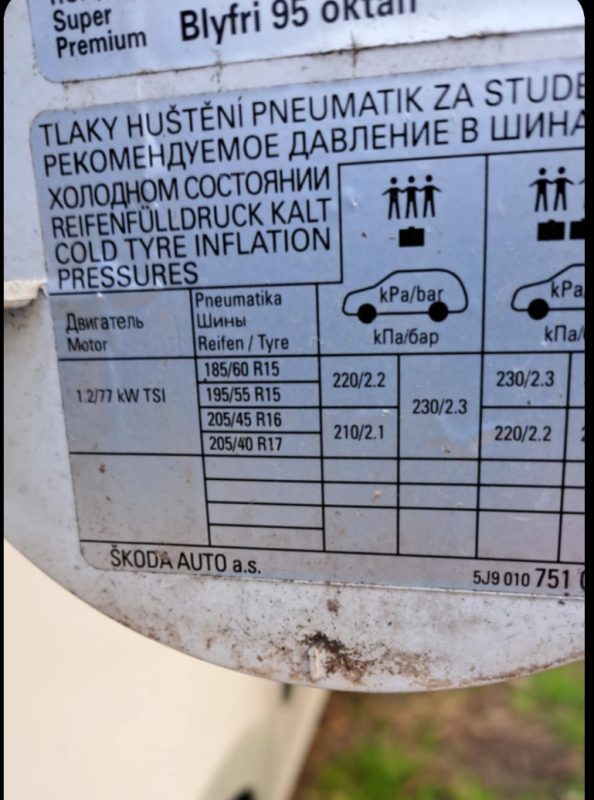 Super
Premium
Blyfri 95 oktan
TLAKY HUŠTĚNÍ PNEUMATIK ZA STUDE
РЕКОМЕНДУЕМОЕ ДАВЛЕНИЕ В ШИНА
ХОЛОДНОМ СОСТОЯНИИ
REIFENFÜLLDRUCK KALT
COLD TYRE INFLATION
PRESSURES
Двигатель
Motor
Pneumatika
Шины
Reifen / Tyre
kPa/bar
кПа/бар
kPa/
кПа/
1.2/77 kW TSI
185/60 R15
195/55 R15
205/45 R16
205/40 R17
220/2.2
210/2.1
230/2.3
230/2.3
220/2.2
ŠKODA AUTO a.s.
5J9 010 751